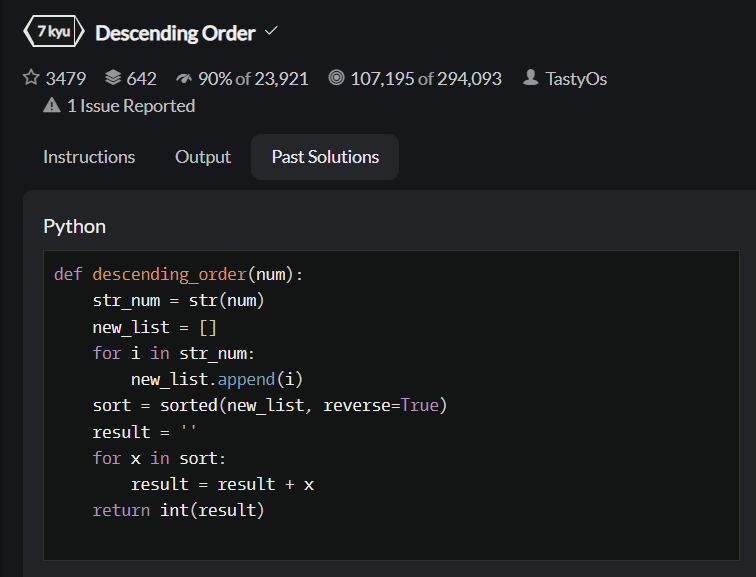 7 kyu Descending Order
3479 642 90% of 23,921 107,195 of 294,093 TastyOs
1 Issue Reported
Instructions Output Past Solutions
Python
def descending_order(num):
    str_num = str(num)
    new_list = []
    for i in str_num:
        new_list.append(i)
    sort = sorted(new_list, reverse=True)
    result = ''
    for x in sort:
        result = result + x
    return int(result)